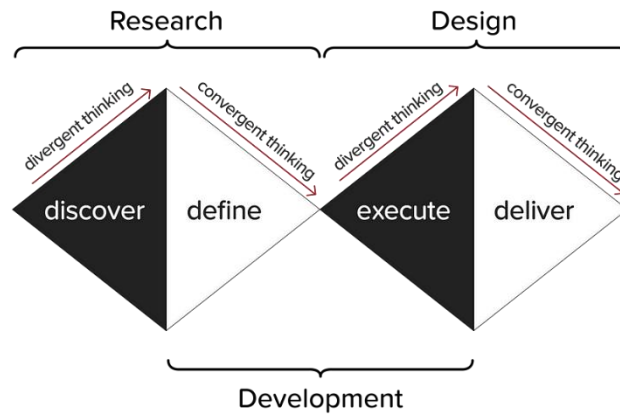 Research
Design
divergent thinking
convergent thinking
divergent thinking
convergent thinking
discover
define
execute
deliver
Development